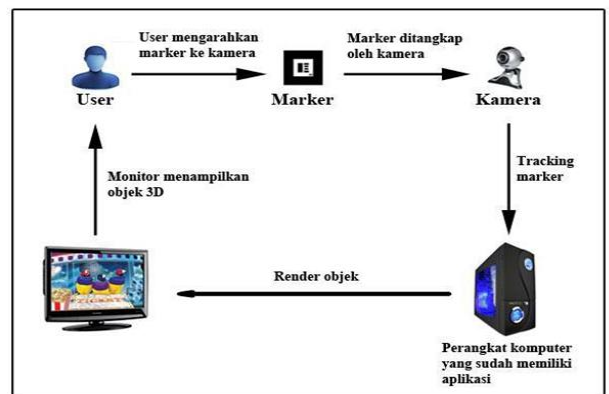 User mengarahkan
marker ke kamera
Marker ditangkap
oleh kamera
User
Marker
Kamera
Tracking
marker
Monitor menampilkan
objek 3D
Render objek
Perangkat komputer
yang sudah memiliki
aplikasi